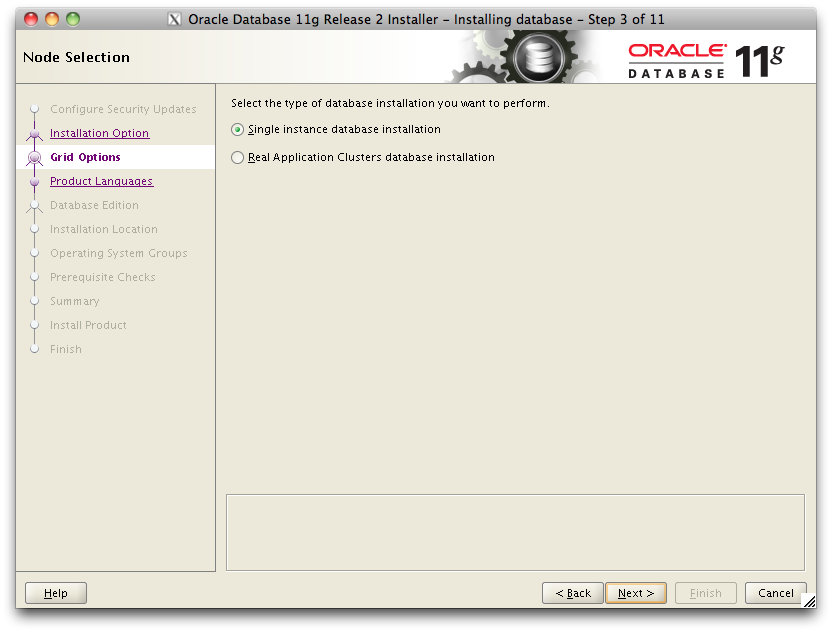 Oracle Database 11g Release 2 Installer - Installing database - Step 3 of 11
Node Selection
ORACLE
DATABASE
11g
Configure Security Updates
Installation Option
Grid Options
Product Languages
Database Edition
Installation Location
Operating System Groups
Prerequisite Checks
Summary
Install Product
Finish
Select the type of database installation you want to perform.
Single instance database installation
Real Application Clusters database installation
Help
< Back
Next >
Finish
Cancel